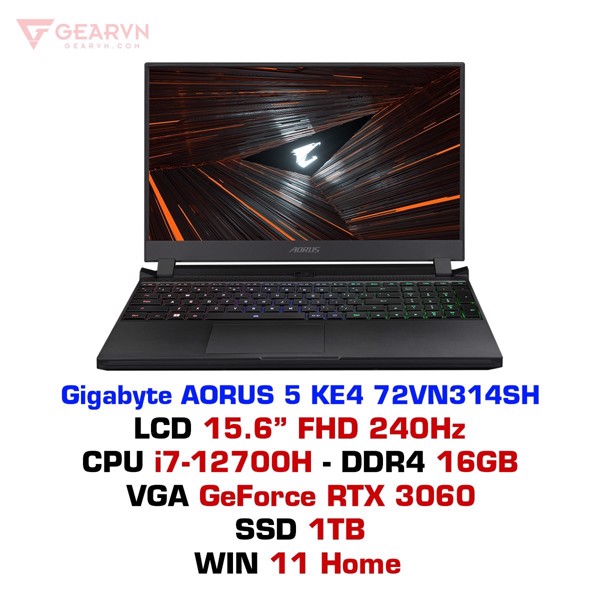 GEARVN
GEARVN.COM
AORUS
Gigabyte AORUS 5 KE4 72VN314SH
LCD 15.6” FHD 240Hz
CPU i7-12700H - DDR4 16GB
VGA GeForce RTX 3060
SSD 1TB
WIN 11 Home